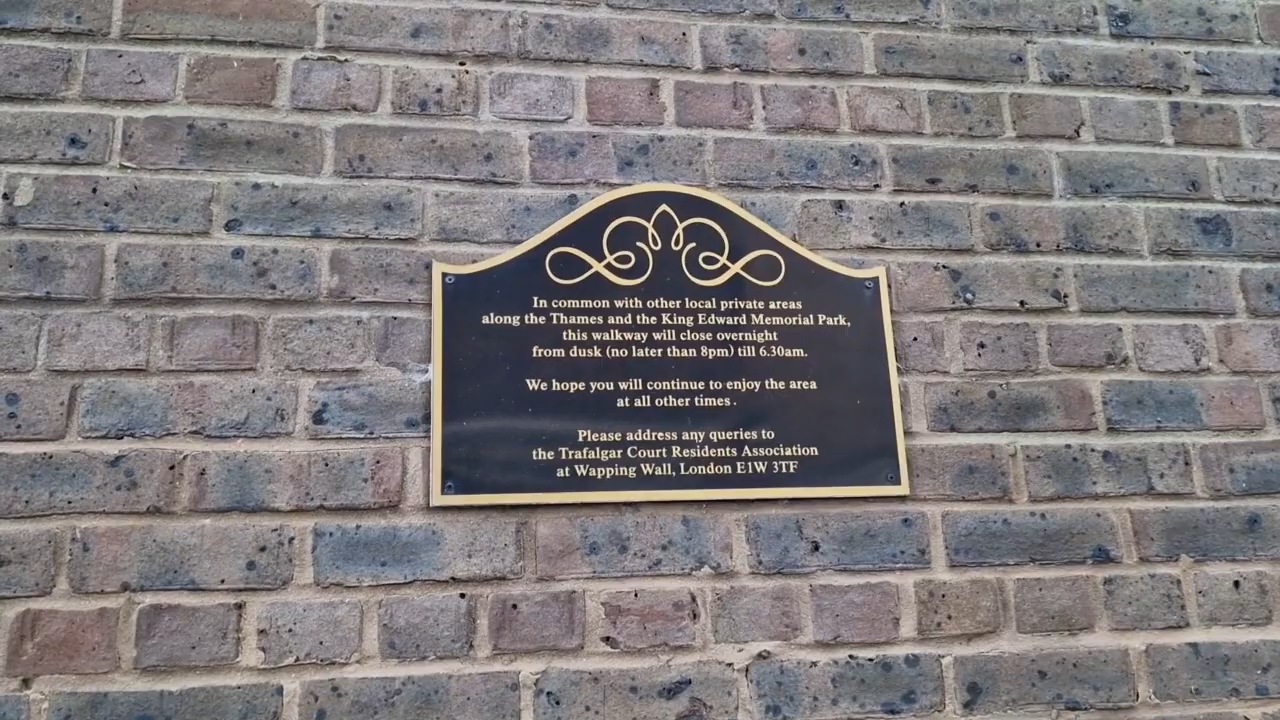 In common with other local private areas
along the Thames and the King Edward Memorial Park,
this walkway will close overnight
from dusk (no later than 8pm) till 6.30am.
We hope you will continue to enjoy the area
at all other times.
Please address any queries to
the Trafalgar Court Residents Association
at Wapping Wall, London E1W 3TF